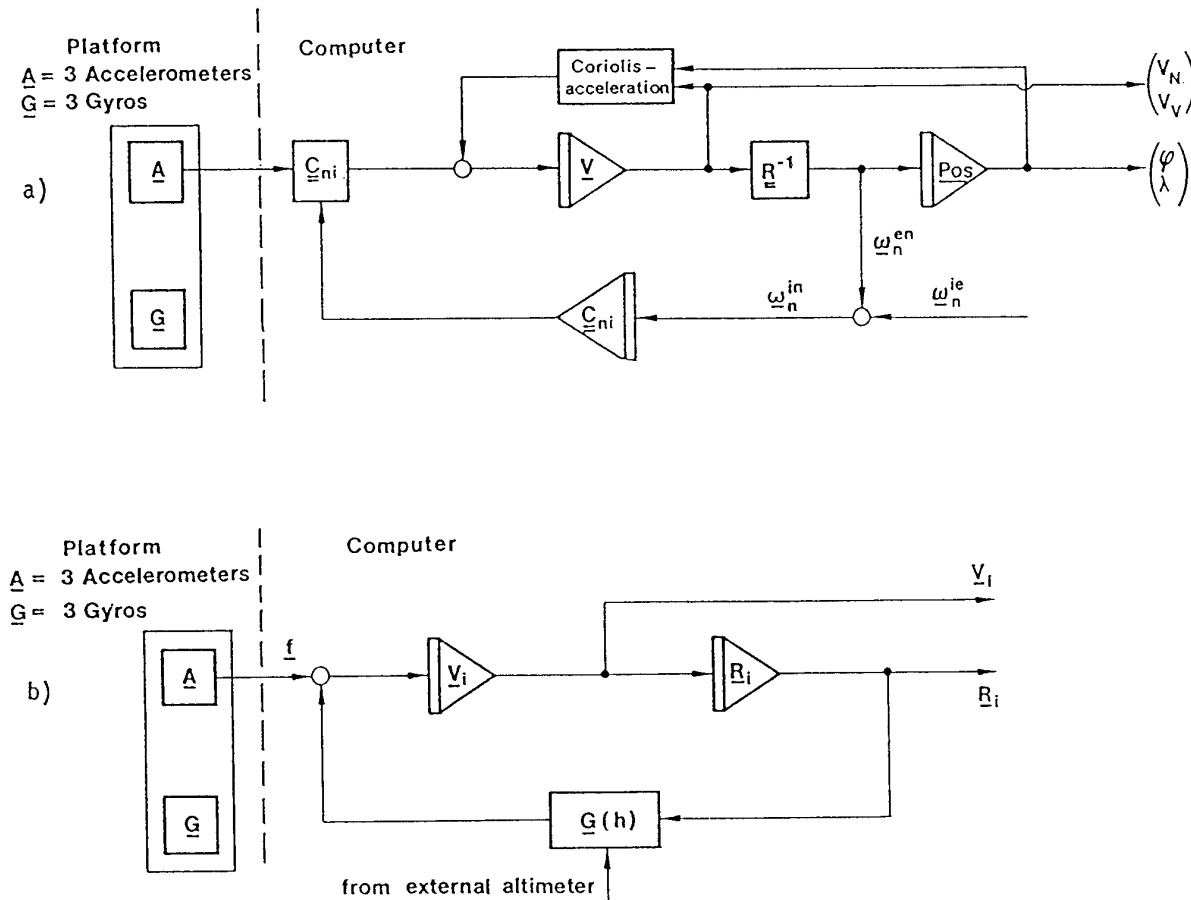 Platform
A = 3 Accelerometers
G = 3 Gyros
Computer
Coriolis–
acceleration
(V_N.
V_V)
a)
A
C_ni
V
R⁻¹
Pos
(φ
λ)
ω_n^en
G
C_ni
ω_n^in
ω_n^ie
Platform
A = 3 Accelerometers
G = 3 Gyros
Computer
V_i
b)
A
f
V_i
R_i
R_i
G
G (h)
from external altimeter